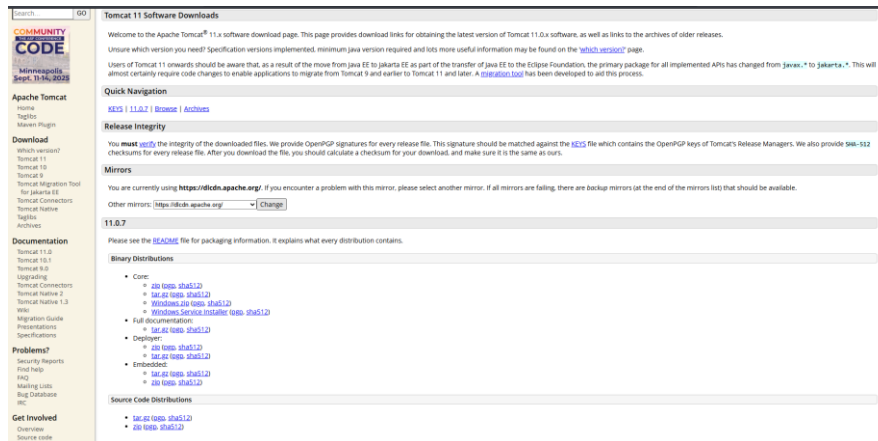 Search...
GO
COMMUNITY
THE ASF CONFERENCE
CODE
Minneapolis
Sept. 11-14, 2025
Apache Tomcat
Home
Taglibs
Maven Plugin
Download
Which version?
Tomcat 11
Tomcat 10
Tomcat 9
Tomcat Migration Tool
for Jakarta EE
Tomcat Connectors
Tomcat Native
Taglibs
Archives
Documentation
Tomcat 11.0
Tomcat 10.1
Tomcat 9.0
Upgrading
Tomcat Connectors
Tomcat Native 2
Tomcat Native 1.3
Wiki
Migration Guide
Presentations
Specifications
Problems?
Security Reports
Find help
FAQ
Mailing Lists
Bug Database
IRC
Get Involved
Overview
Source code
Tomcat 11 Software Downloads
Welcome to the Apache Tomcat® 11.x software download page. This page provides download links for obtaining the latest version of Tomcat 11.0.x software, as well as links to the archives of older releases.
Unsure which version you need? Specification versions implemented, minimum Java version required and lots more useful information may be found on the 'which version?' page.
Users of Tomcat 11 onwards should be aware that, as a result of the move from Java EE to Jakarta EE as part of the transfer of Java EE to the Eclipse Foundation, the primary package for all implemented APIs has changed from javax.* to jakarta.*. This will
almost certainly require code changes to enable applications to migrate from Tomcat 9 and earlier to Tomcat 11 and later. A migration tool has been developed to aid this process.
Quick Navigation
KEYS | 11.0.7 | Browse | Archives
Release Integrity
You must verify the integrity of the downloaded files. We provide OpenPGP signatures for every release file. This signature should be matched against the KEYS file which contains the OpenPGP keys of Tomcat's Release Managers. We also provide SHA-512
checksums for every release file. After you download the file, you should calculate a checksum for your download, and make sure it is the same as ours.
Mirrors
You are currently using https://dlcdn.apache.org/. If you encounter a problem with this mirror, please select another mirror. If all mirrors are failing, there are backup mirrors (at the end of the mirrors list) that should be available.
Other mirrors: https://dlcdn.apache.org/ Change
11.0.7
Please see the README file for packaging information. It explains what every distribution contains.
Binary Distributions
• Core:
○ zip (pgp, sha512)
○ tar.gz (pgp, sha512)
○ Windows zip (pgp, sha512)
○ Windows Service Installer (pgp, sha512)
• Full documentation:
○ tar.gz (pgp, sha512)
• Deployer:
○ zip (pgp, sha512)
○ tar.gz (pgp, sha512)
• Embedded:
○ tar.gz (pgp, sha512)
○ zip (pgp, sha512)
Source Code Distributions
• tar.gz (pgp, sha512)
• zip (pgp, sha512)